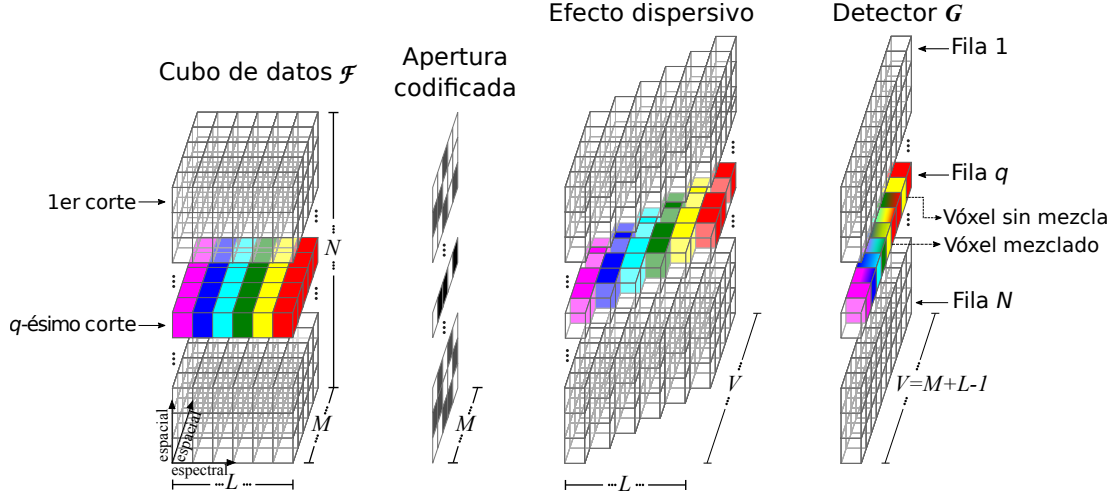 Efecto dispersivo
Detector G
Cubo de datos ℱ
Apertura
codificada
Fila 1
1er corte
N
Fila q
Vóxel sin mezcla
Vóxel mezclado
q-ésimo corte
Fila N
M
M
V
V=M+L-1
espacial
espacial
espectral
L
L